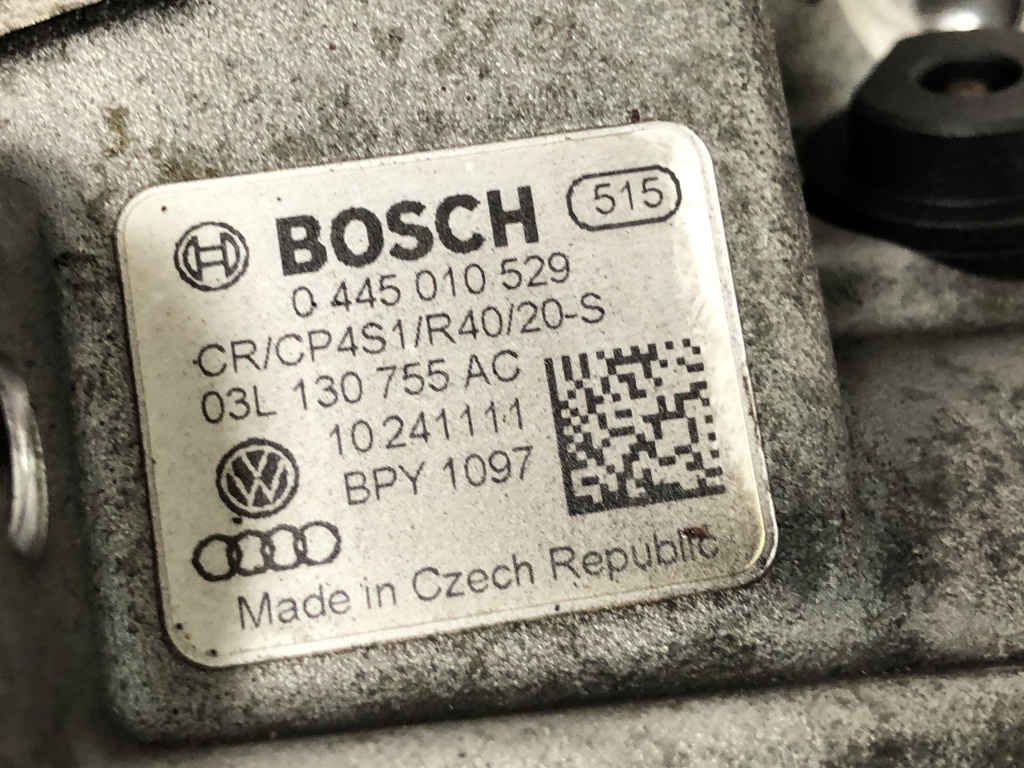 BOSCH 515
0 445 010 529
CR/CP4S1/R40/20-S
03L 130 755 AC
10 241111
BPY 1097
Made in Czech Republic